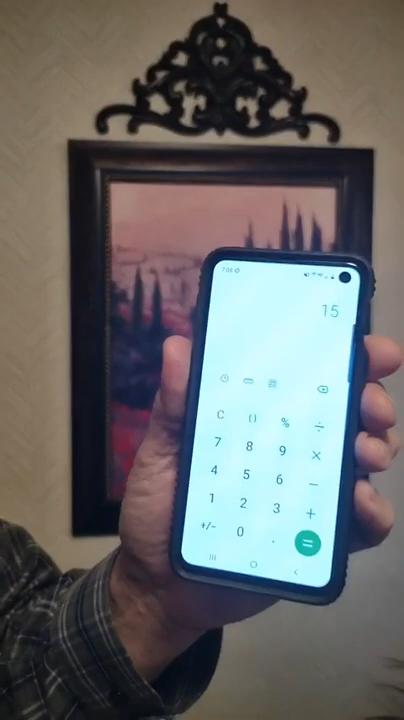 15
C () % ÷
7 8 9 ×
4 5 6 −
1 2 3 +
+/− 0 . =